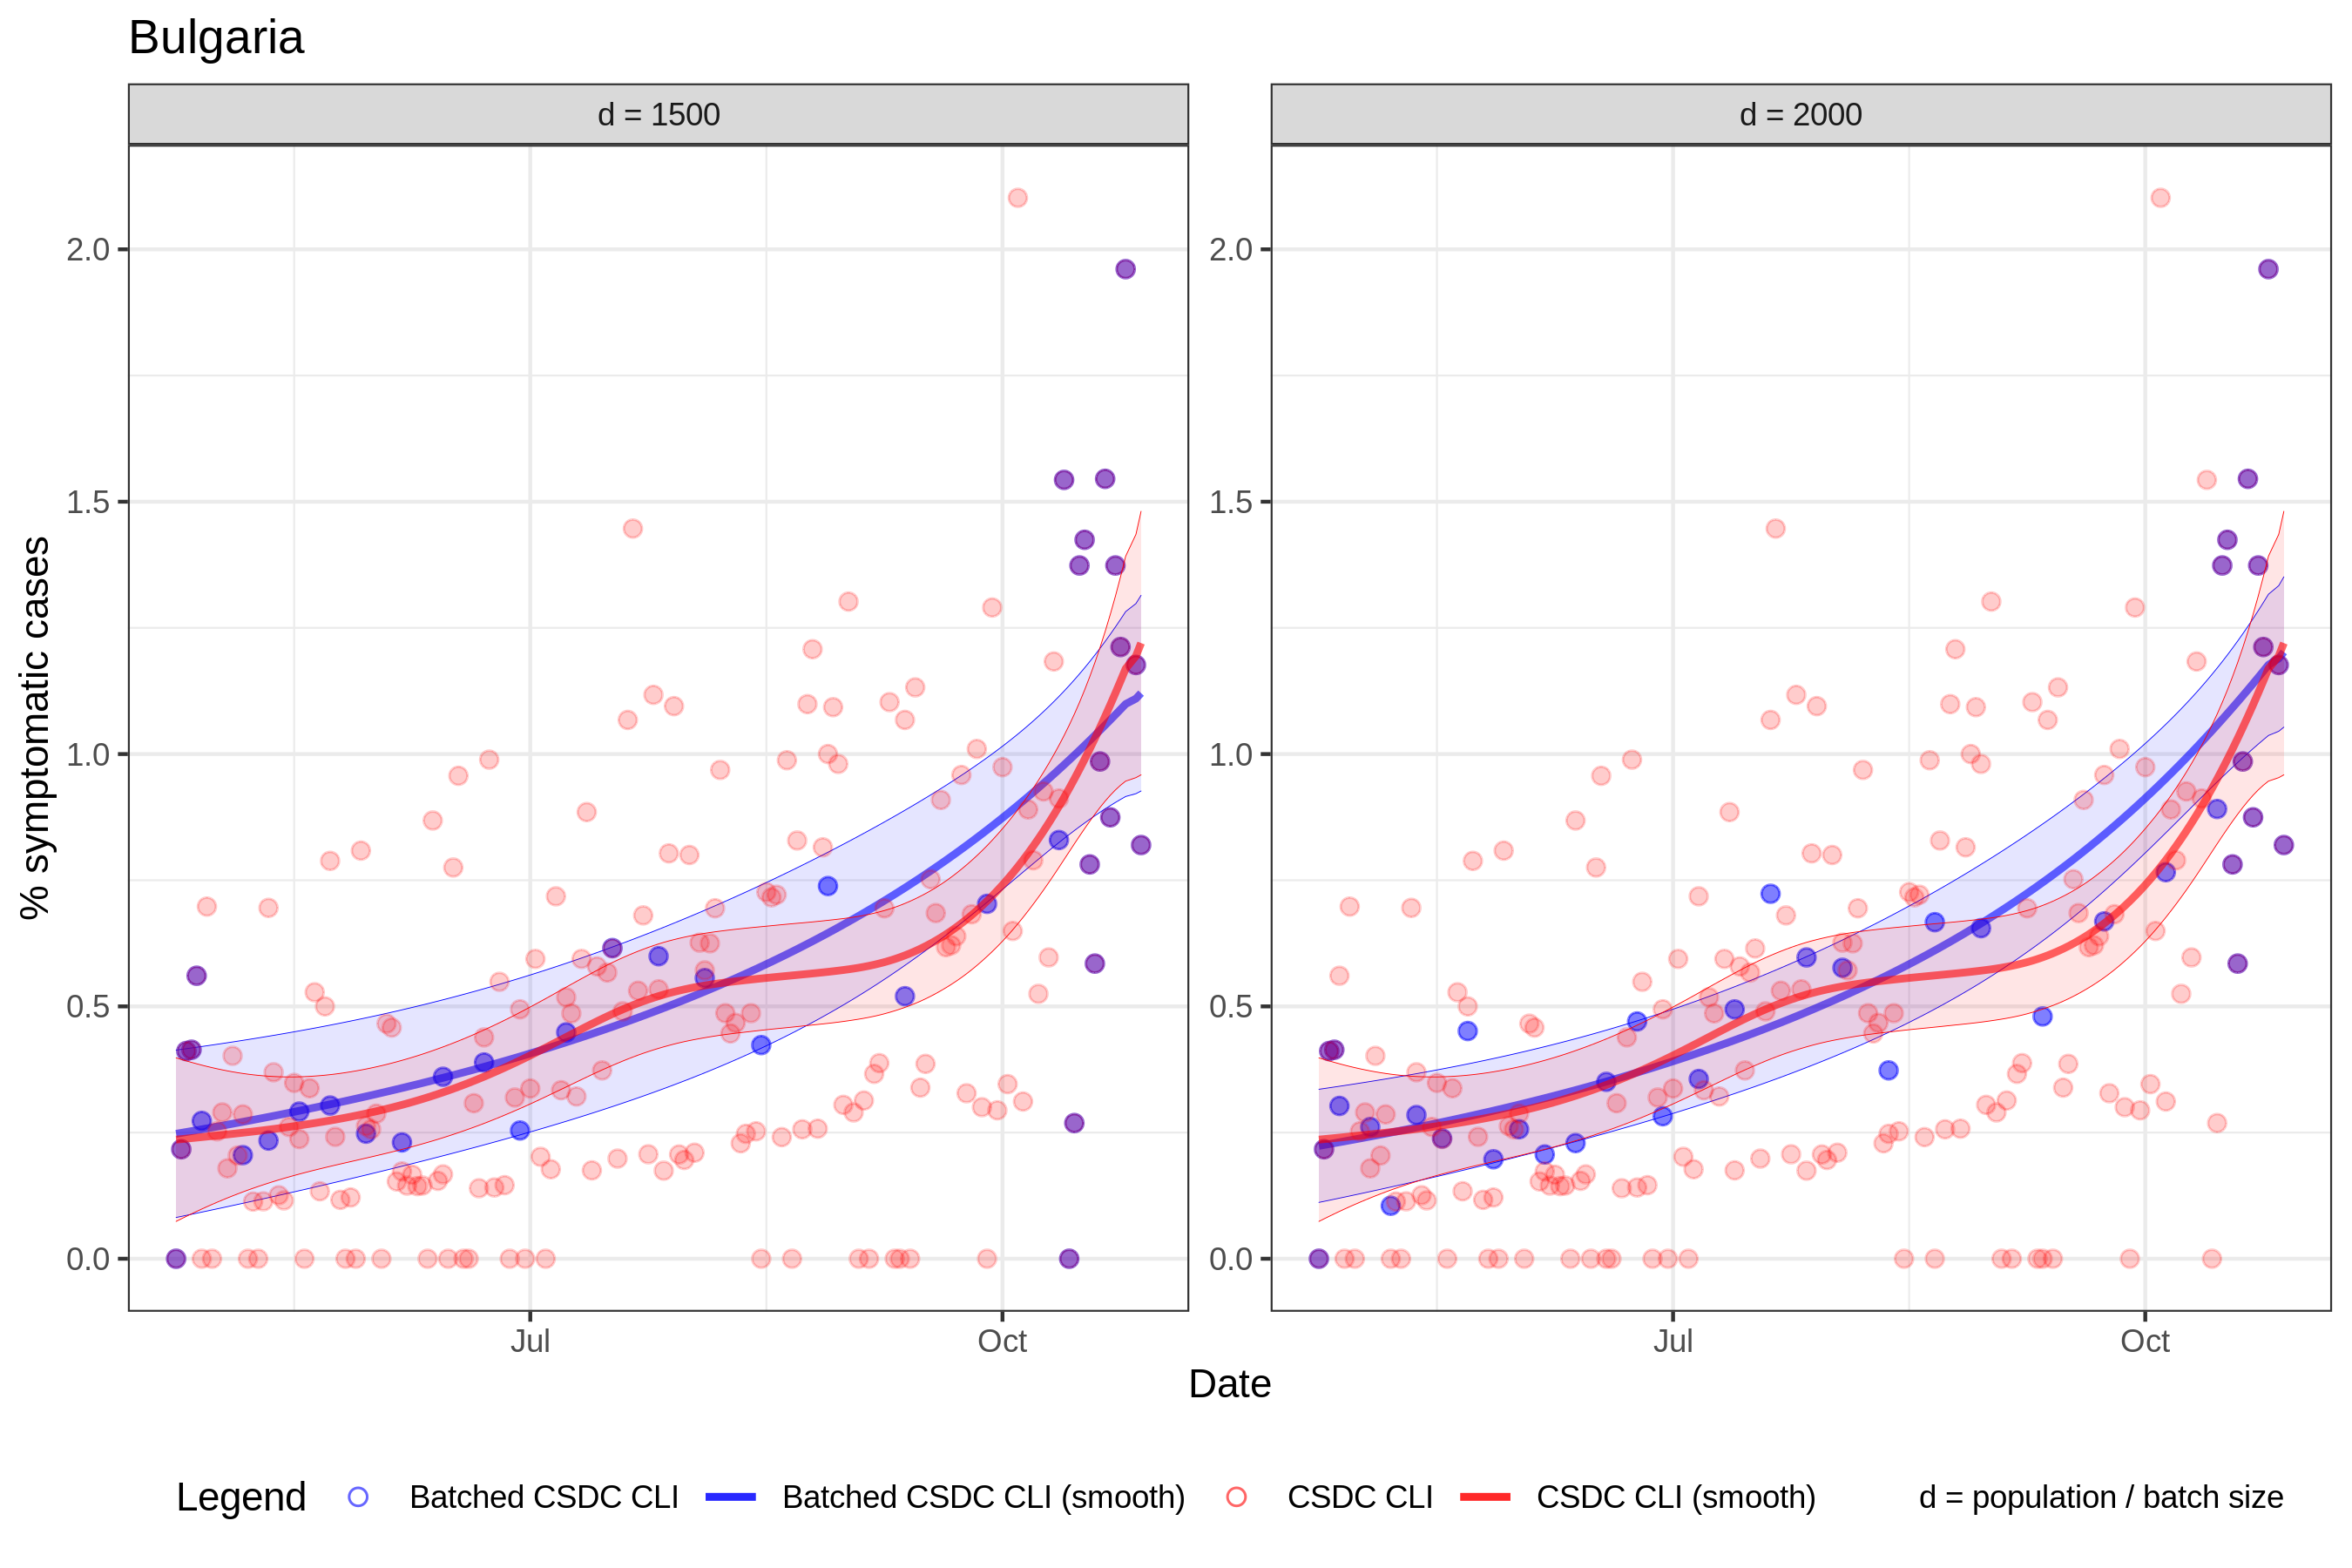 Bulgaria
d = 1500
d = 2000
% symptomatic cases
2.0
1.5
1.0
0.5
0.0
2.0
1.5
1.0
0.5
0.0
Jul
Oct
Jul
Oct
Date
Legend
Batched CSDC CLI
Batched CSDC CLI (smooth)
CSDC CLI
CSDC CLI (smooth)
d = population / batch size